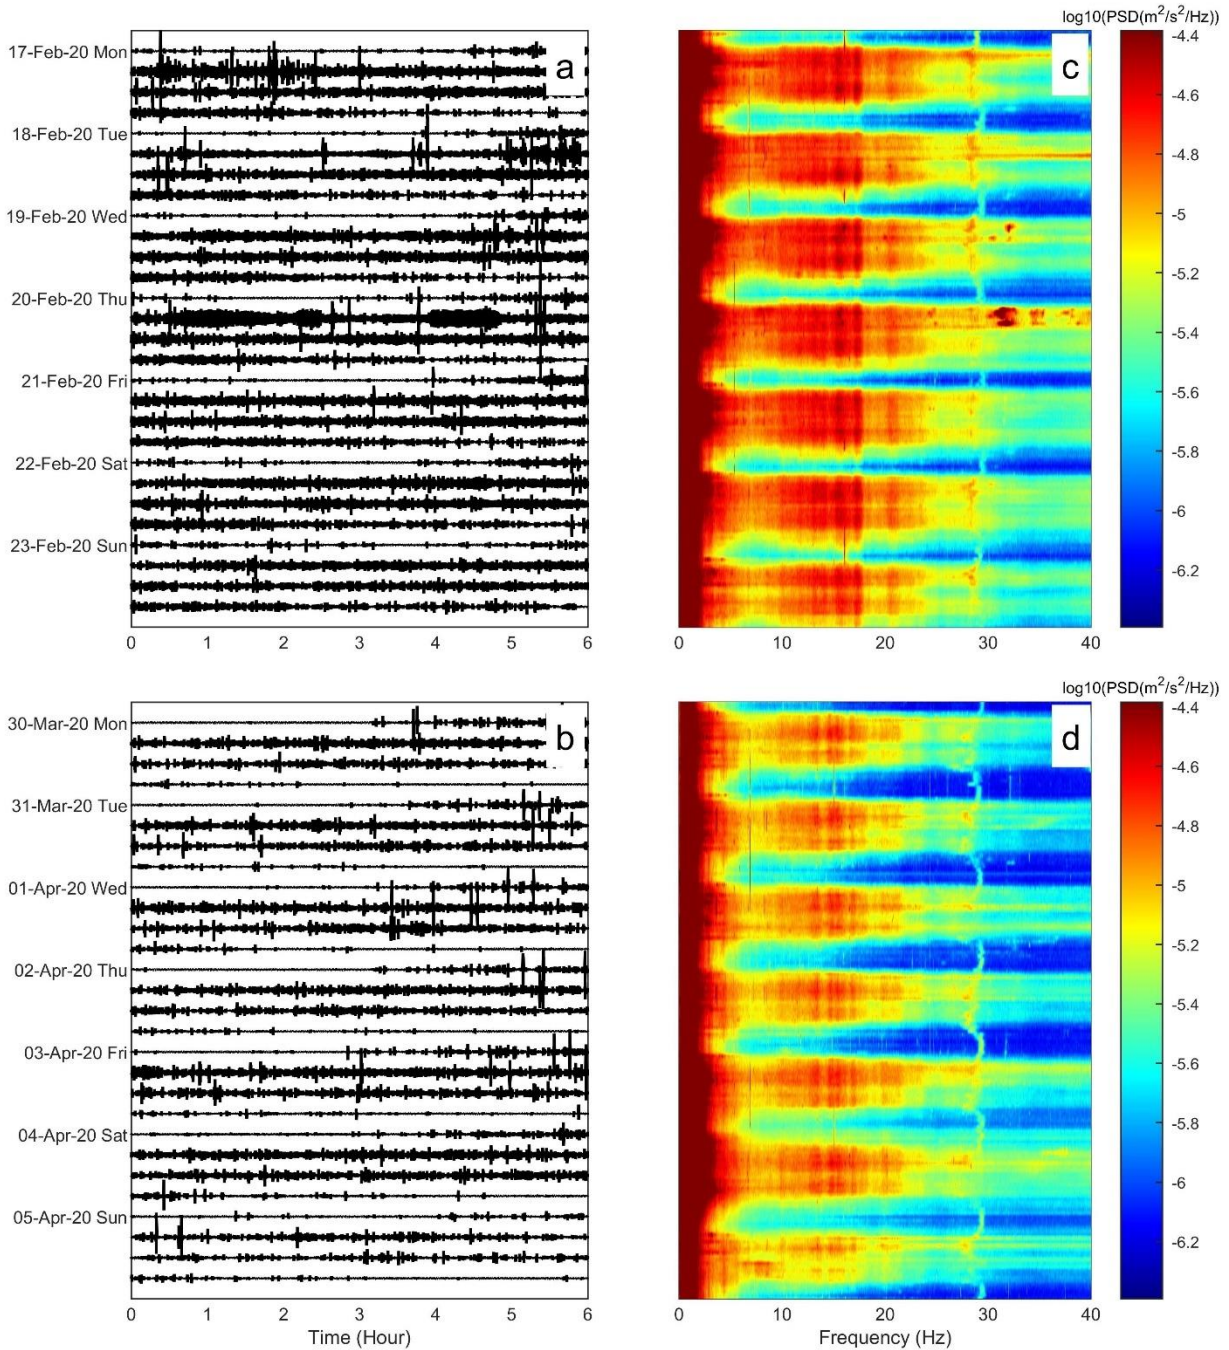 log10(PSD(m²/s²/Hz))
17-Feb-20 Mon
18-Feb-20 Tue
19-Feb-20 Wed
20-Feb-20 Thu
21-Feb-20 Fri
22-Feb-20 Sat
23-Feb-20 Sun
a
0 1 2 3 4 5 6
c
0 10 20 30 40
-4.4
-4.6
-4.8
-5
-5.2
-5.4
-5.6
-5.8
-6
-6.2
log10(PSD(m²/s²/Hz))
30-Mar-20 Mon
31-Mar-20 Tue
01-Apr-20 Wed
02-Apr-20 Thu
03-Apr-20 Fri
04-Apr-20 Sat
05-Apr-20 Sun
b
0 1 2 3 4 5 6
Time (Hour)
d
0 10 20 30 40
Frequency (Hz)
-4.4
-4.6
-4.8
-5
-5.2
-5.4
-5.6
-5.8
-6
-6.2